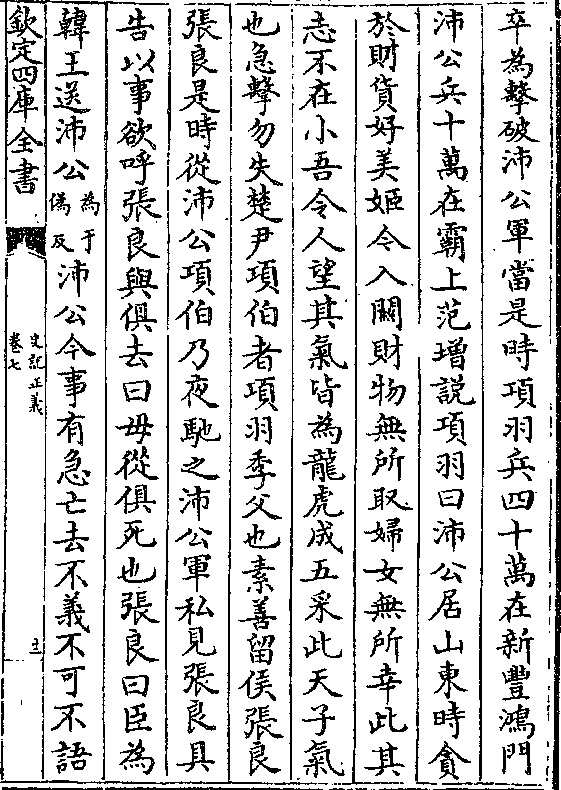 卒為擊破沛公軍當是時項羽兵四十萬在新豐鴻門
沛公兵十萬在霸上范增説項羽曰沛公居山東時貪
於財貨好美姬今入關財物無所取婦女無所幸此其
志不在小吾令人望其氣皆為龍虎成五采此天子氣
也急擊勿失楚尹項伯者項羽季父也素善留侯張良
張良是時從沛公項伯乃夜馳之沛公軍私見張良具
告以事欲呼張良與俱去曰毋從俱死也張良曰臣為
韓王送沛公為于偽反沛公今事有急亡去不義不可不語
欽定四庫全書
史記正義
卷七